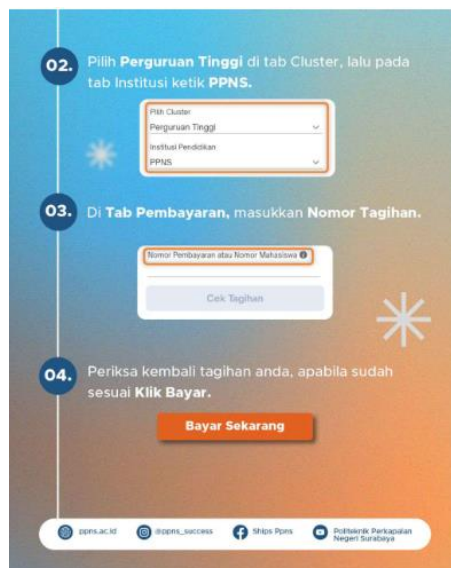 02.
Pilih Perguruan Tinggi di tab Cluster, lalu pada
tab Institusi ketik PPNS.
Pilih Cluster
Perguruan Tinggi
Institusi Pendidikan
PPNS
03.
Di Tab Pembayaran, masukkan Nomor Tagihan.
Nomor Pembayaran atau Nomor Mahasiswa
Cek Tagihan
04.
Periksa kembali tagihan anda, apabila sudah
sesuai Klik Bayar.
Bayar Sekarang
ppns.ac.id
@ppns_success
Ships Ppns
Politeknik Perkapalan
Negeri Surabaya